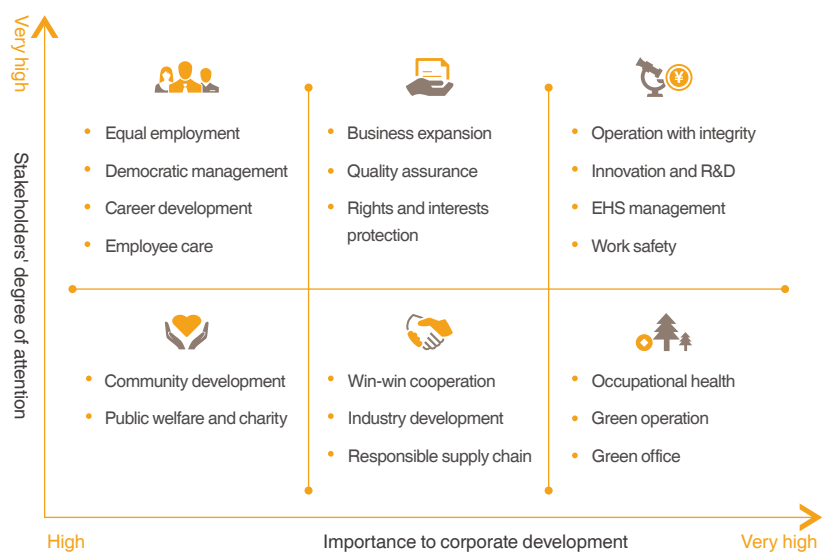 Very high
Stakeholders' degree of attention
• Equal employment
• Democratic management
• Career development
• Employee care
• Business expansion
• Quality assurance
• Rights and interests
protection
¥
• Operation with integrity
• Innovation and R&D
• EHS management
• Work safety
• Community development
• Public welfare and charity
• Win-win cooperation
• Industry development
• Responsible supply chain
• Occupational health
• Green operation
• Green office
High
Importance to corporate development
Very high